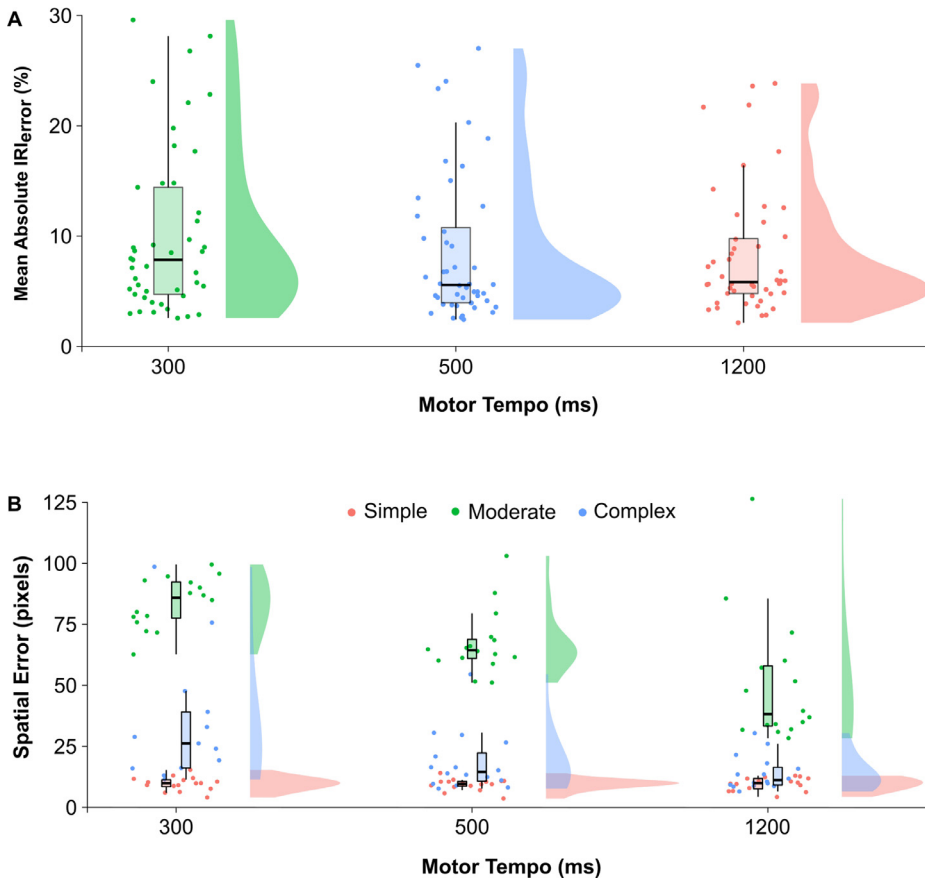 A
Mean Absolute IRIerror (%)
30
20
10
0
300
500
1200
Motor Tempo (ms)
B
Spatial Error (pixels)
125
100
75
50
25
0
Simple
Moderate
Complex
300
500
1200
Motor Tempo (ms)